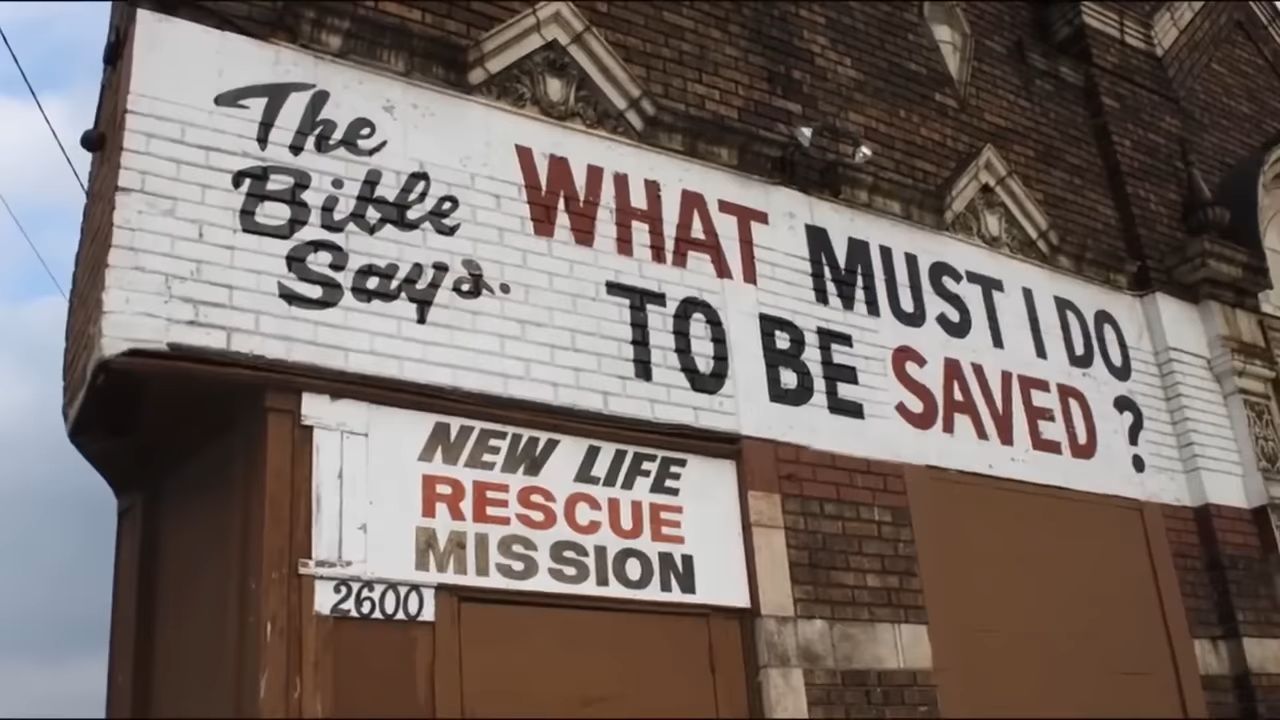 The
Bible
Says..
WHAT MUST I DO
TO BE SAVED ?
NEW LIFE
RESCUE
MISSION
2600